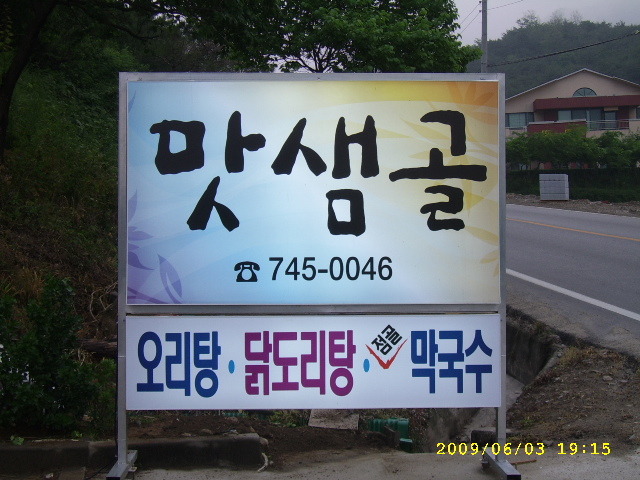 맛샘골
☎ 745-0046
오리탕 · 닭도리탕 · 점골 막국수
2009/06/03 19:15